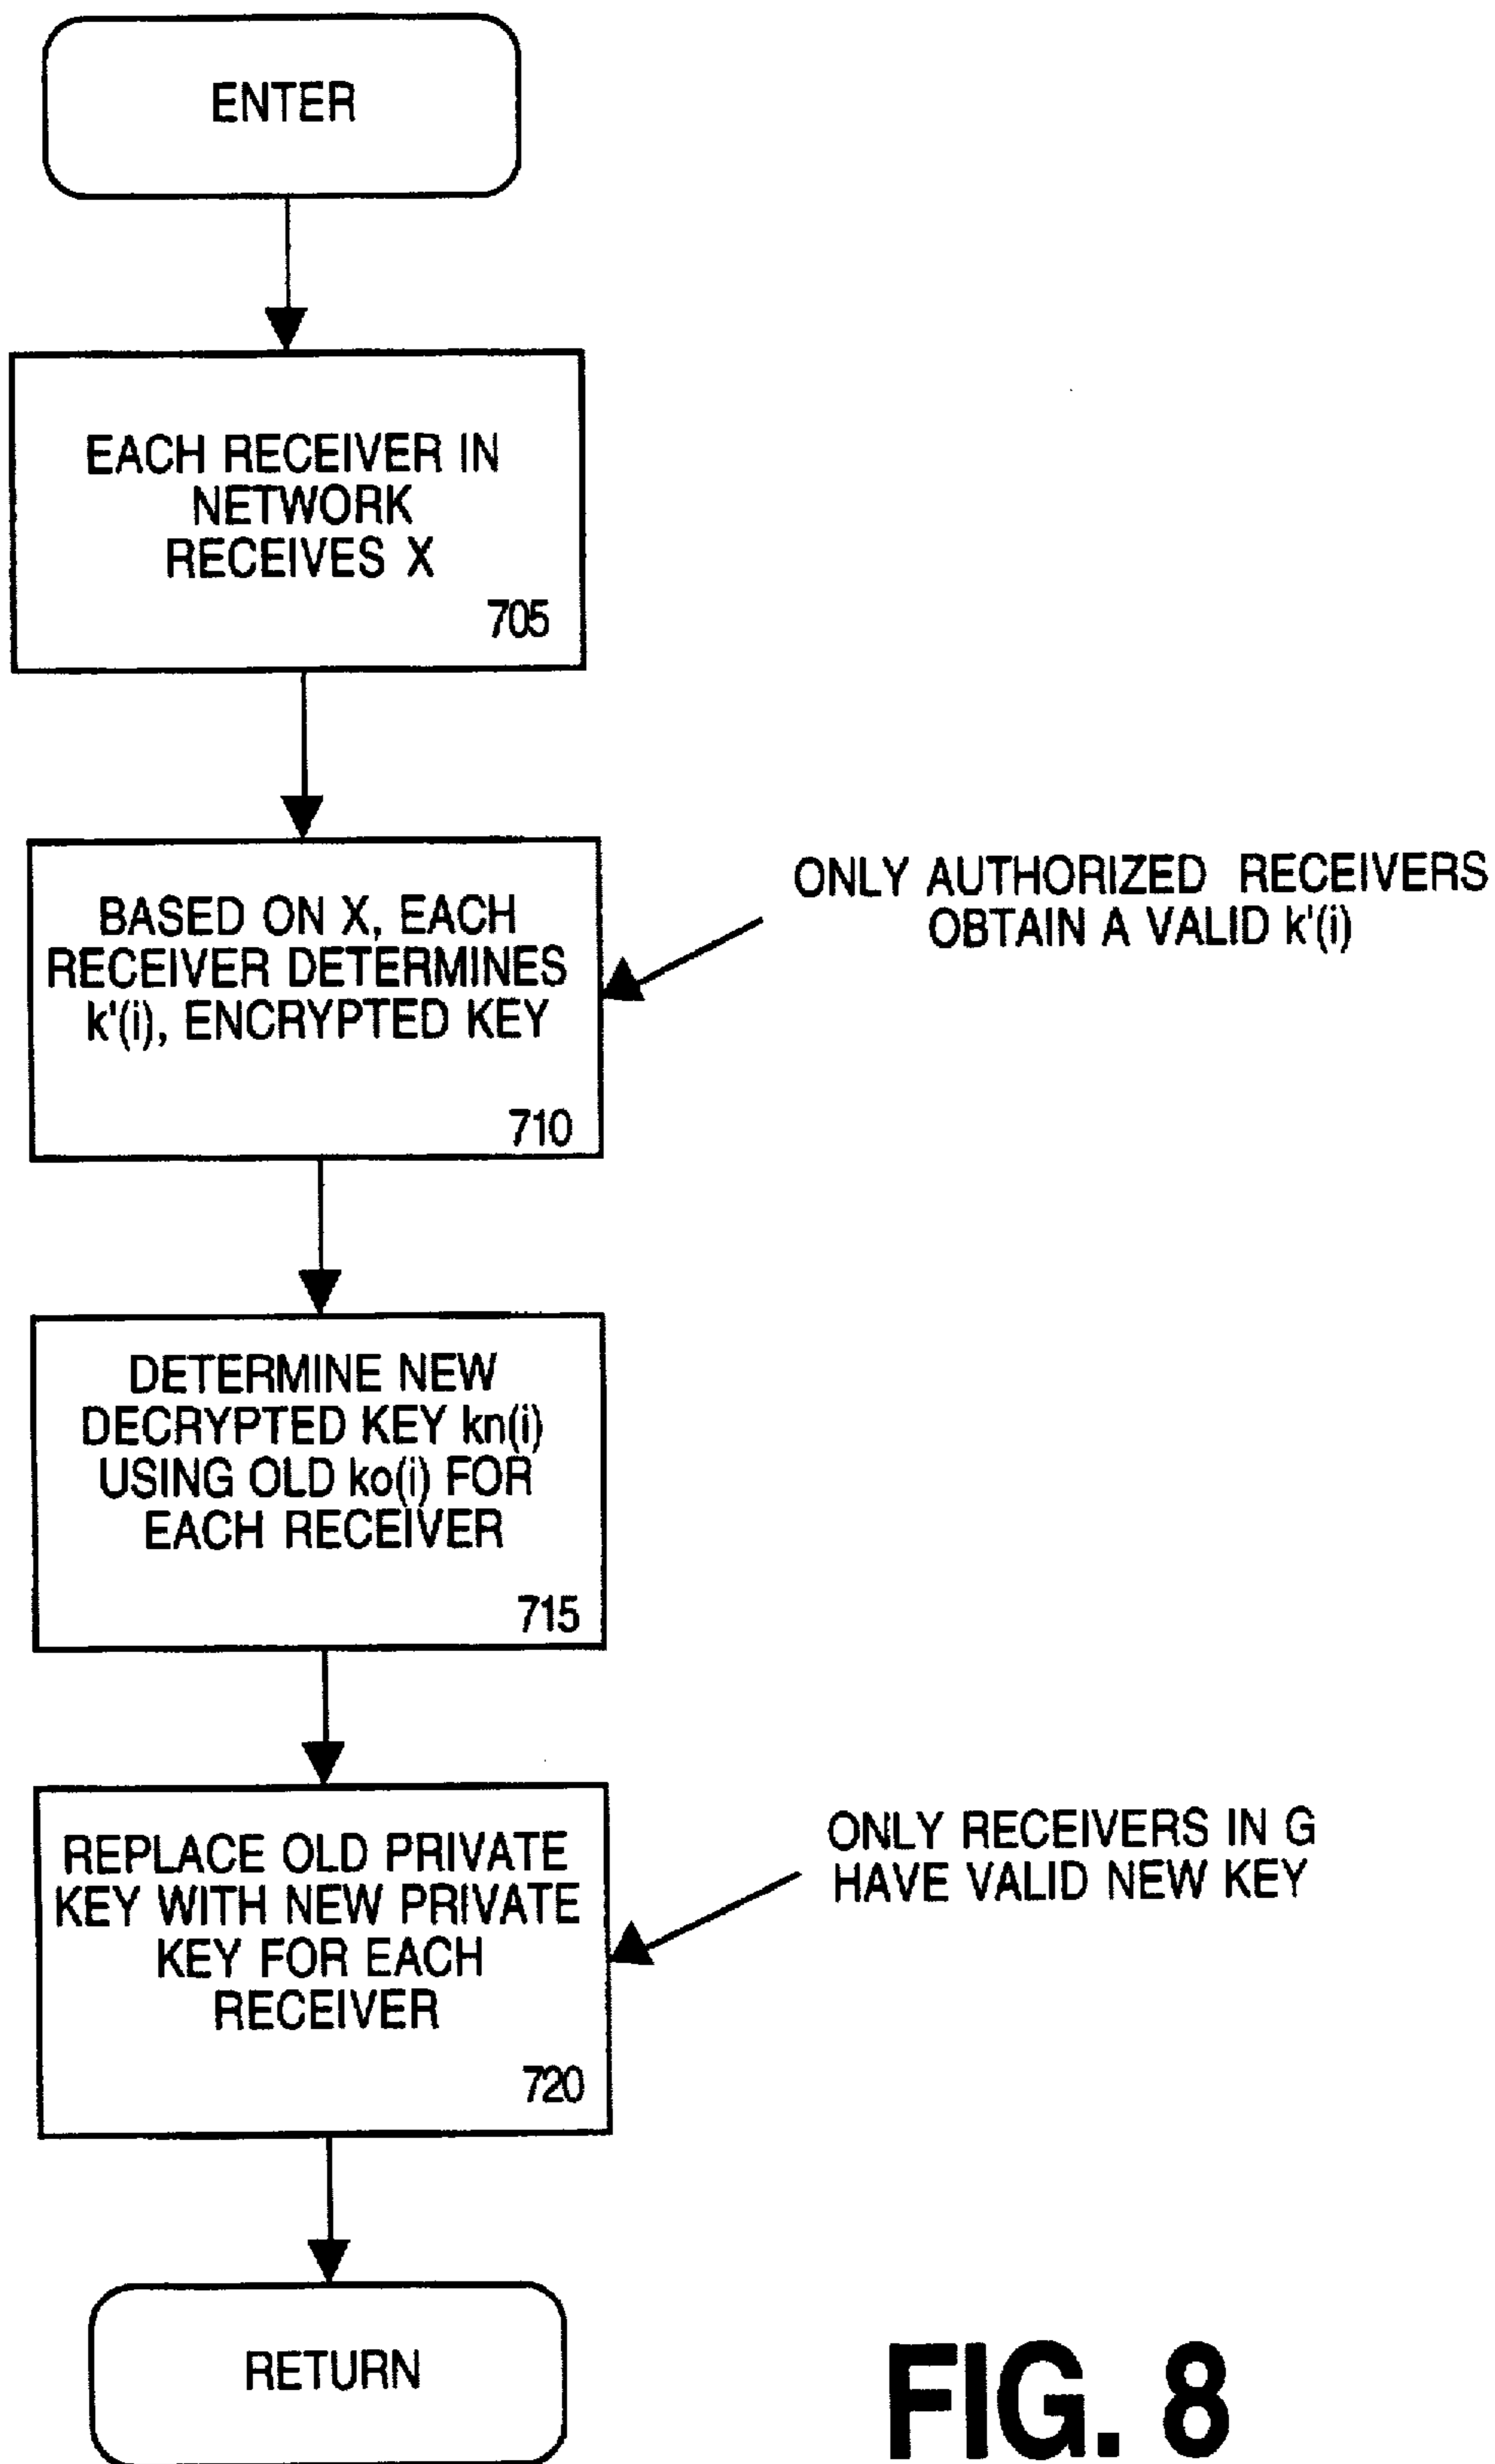 ENTER
EACH RECEIVER IN
NETWORK
RECEIVES X
705
BASED ON X, EACH
RECEIVER DETERMINES
k'(i), ENCRYPTED KEY
710
ONLY AUTHORIZED RECEIVERS
OBTAIN A VALID k'(i)
DETERMINE NEW
DECRYPTED KEY kn(i)
USING OLD ko(i) FOR
EACH RECEIVER
715
REPLACE OLD PRIVATE
KEY WITH NEW PRIVATE
KEY FOR EACH
RECEIVER
720
ONLY RECEIVERS IN G
HAVE VALID NEW KEY
RETURN
FIG. 8